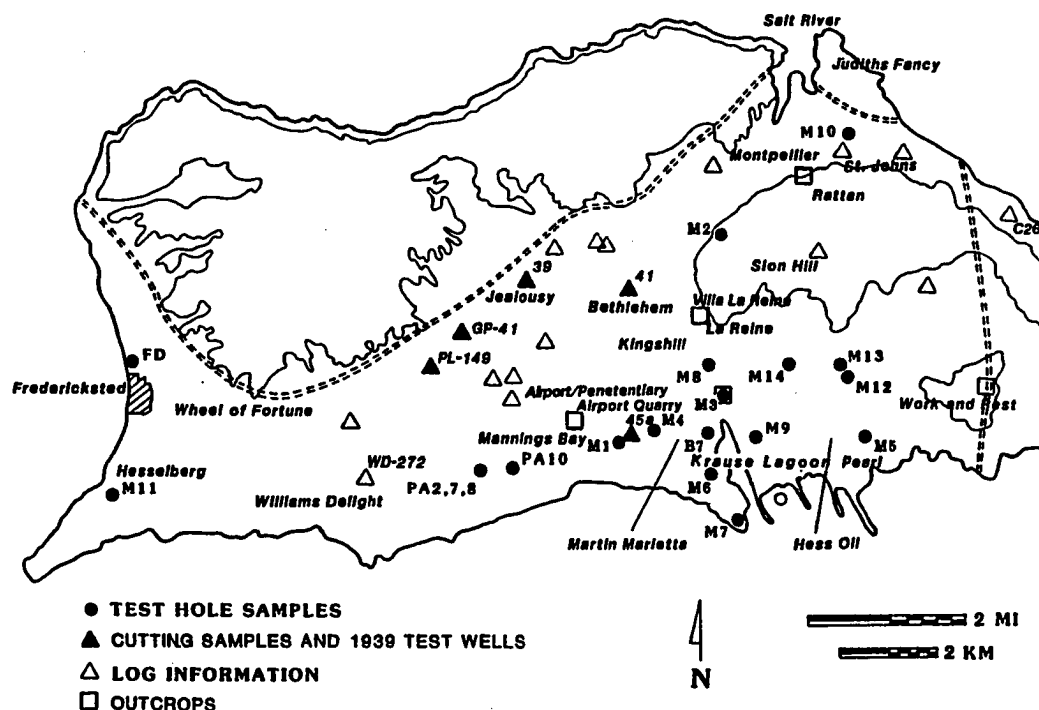 Salt River
Judiths Fancy
M10
Montpellier
St. Johns
Rattan
M2
C26
39
Jealousy
41
Bethlehem
Sion Hill
Villa La Reine
La Reine
GP-41
Kingshill
FD
PL-149
M8
M14
M13
M12
Fredericksted
Wheel of Fortune
Airport/Penetentiary
Airport Quarry
M3
Work and Rest
45a
M4
Mannings Bay
M1
B7
M9
M5
Hesselberg
WD-272
PA10
Krause Lagoon
Pearl
M11
Williams Delight
PA2,7,8
M6
M7
Martin Marietta
Hess Oil
TEST HOLE SAMPLES
CUTTING SAMPLES AND 1939 TEST WELLS
LOG INFORMATION
OUTCROPS
N
2 MI
2 KM